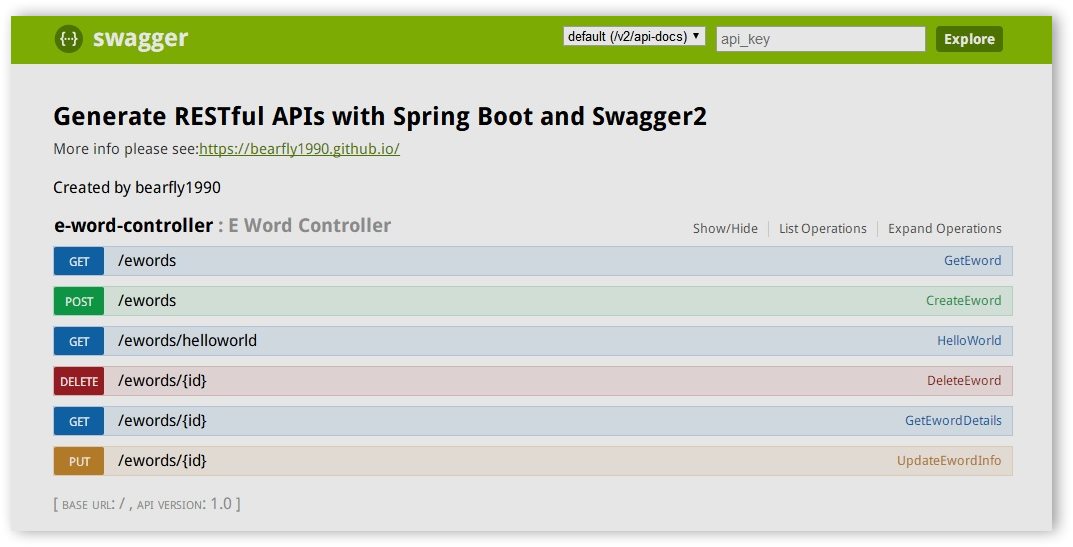 {···} swagger default (/v2/api-docs) ▼ api_key Explore
Generate RESTful APIs with Spring Boot and Swagger2
More info please see:https://bearfly1990.github.io/
Created by bearfly1990
e-word-controller : E Word Controller Show/Hide List Operations Expand Operations
GET /ewords GetEword
POST /ewords CreateEword
GET /ewords/helloworld HelloWorld
DELETE /ewords/{id} DeleteEword
GET /ewords/{id} GetEwordDetails
PUT /ewords/{id} UpdateEwordInfo
[ BASE URL: / , API VERSION: 1.0 ]